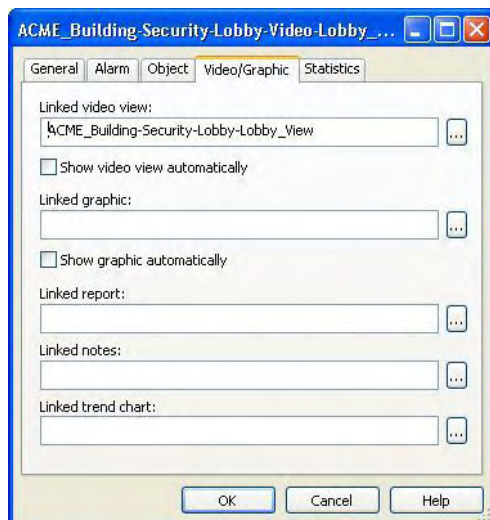 ACME_Building-Security-Lobby-Video-Lobby_...
General Alarm Object Video/Graphic Statistics
Linked video view:
ACME_Building-Security-Lobby-Lobby_View
...
Show video view automatically
Linked graphic:
...
Show graphic automatically
Linked report:
...
Linked notes:
...
Linked trend chart:
...
OK Cancel Help